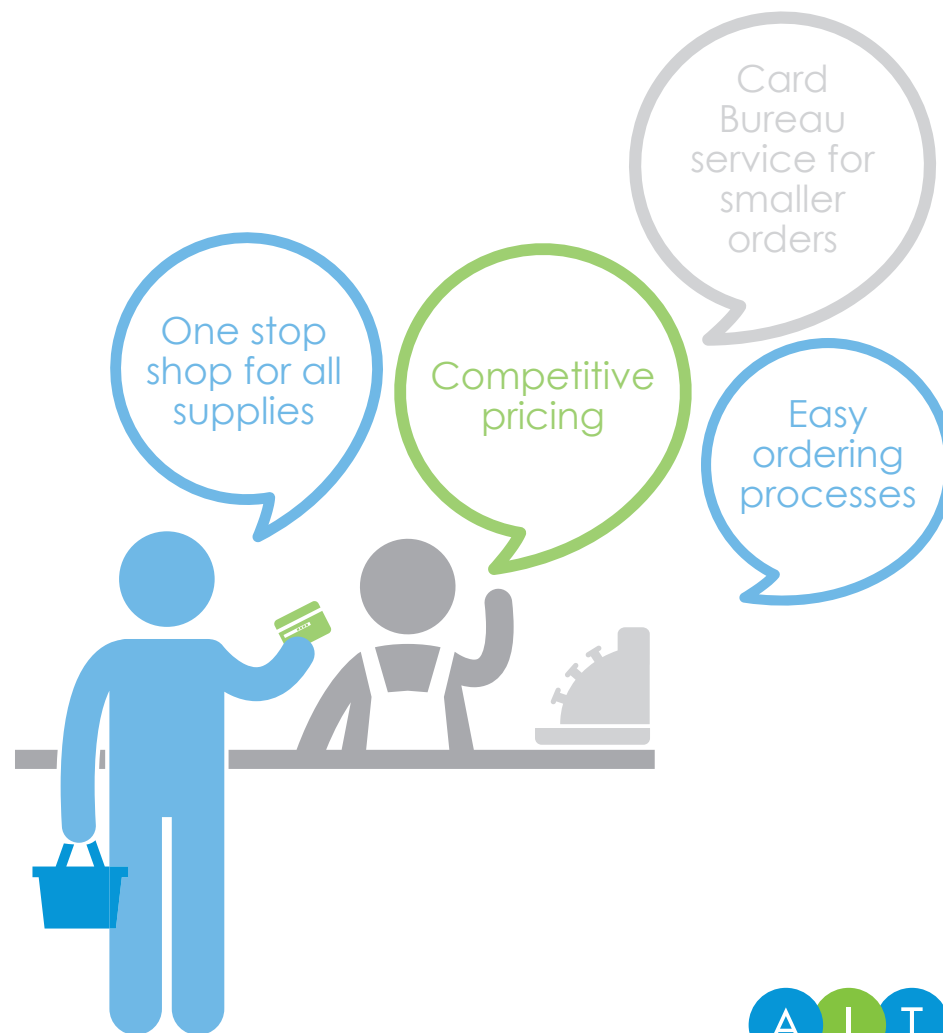 Card
Bureau
service for
smaller
orders
One stop
shop for all
supplies
Competitive
pricing
Easy
ordering
processes
A I T